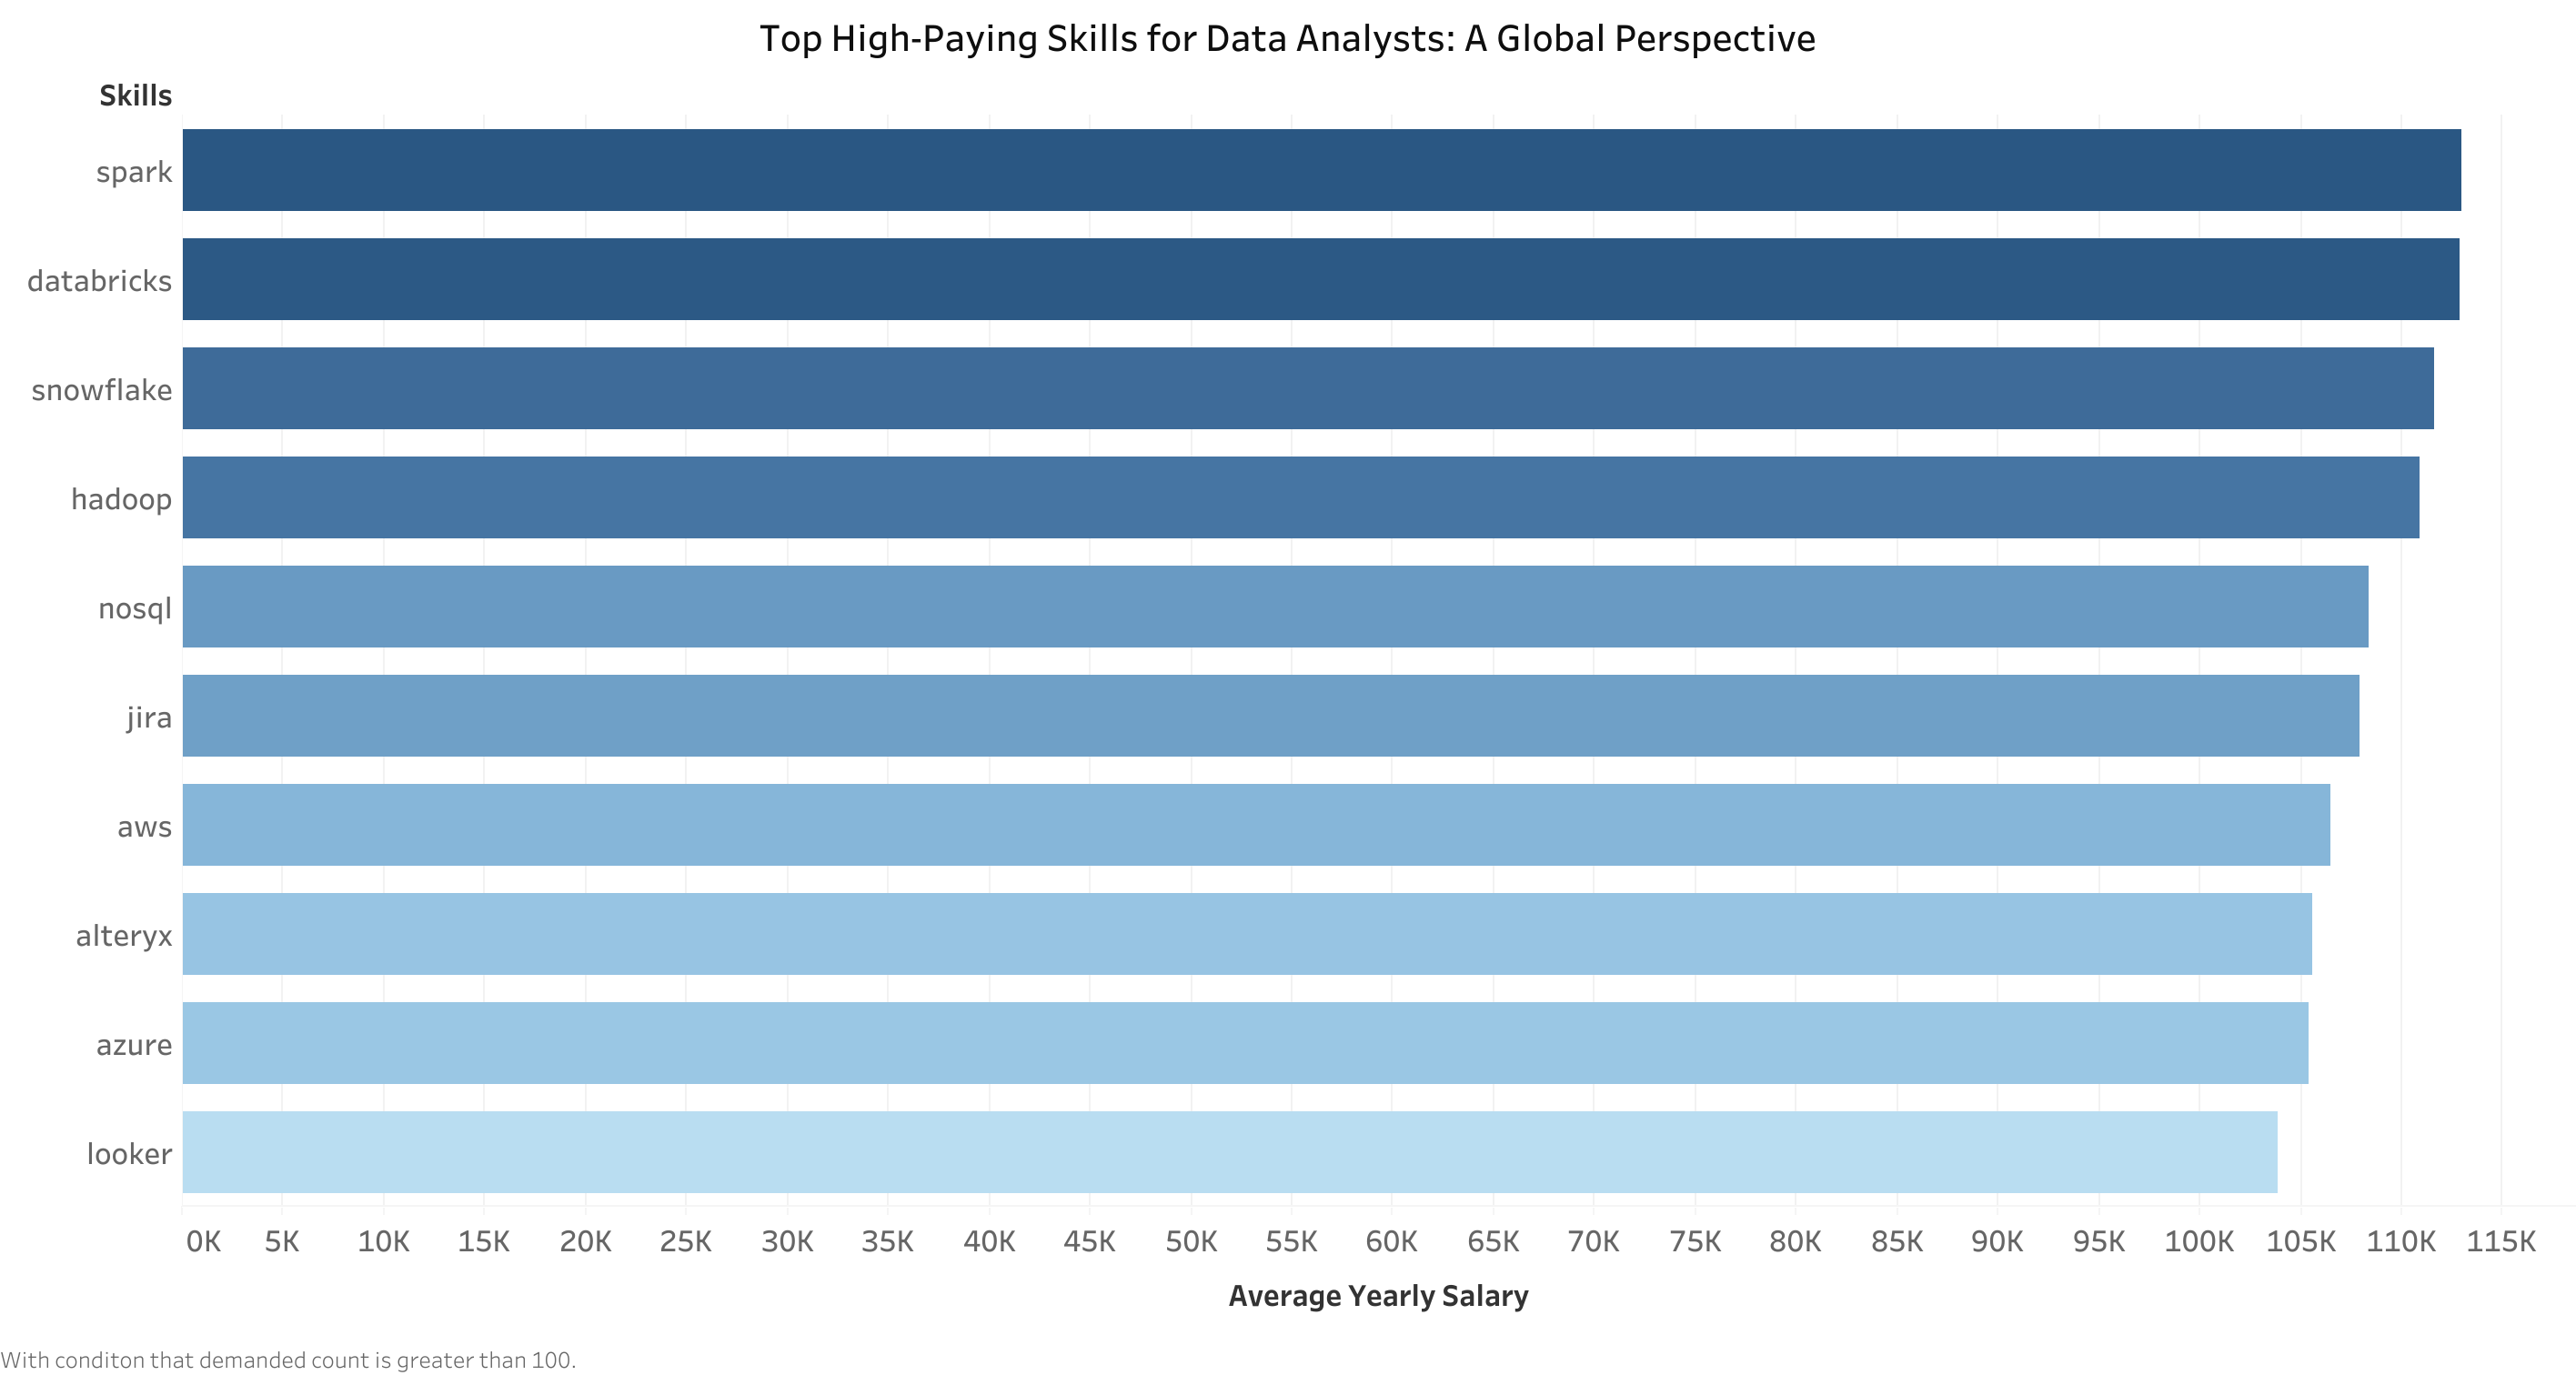 Top High-Paying Skills for Data Analysts: A Global Perspective
Skills
spark
databricks
snowflake
hadoop
nosql
jira
aws
alteryx
azure
looker
0K 5K 10K 15K 20K 25K 30K 35K 40K 45K 50K 55K 60K 65K 70K 75K 80K 85K 90K 95K 100K 105K 110K 115K
Average Yearly Salary
With conditon that demanded count is greater than 100.